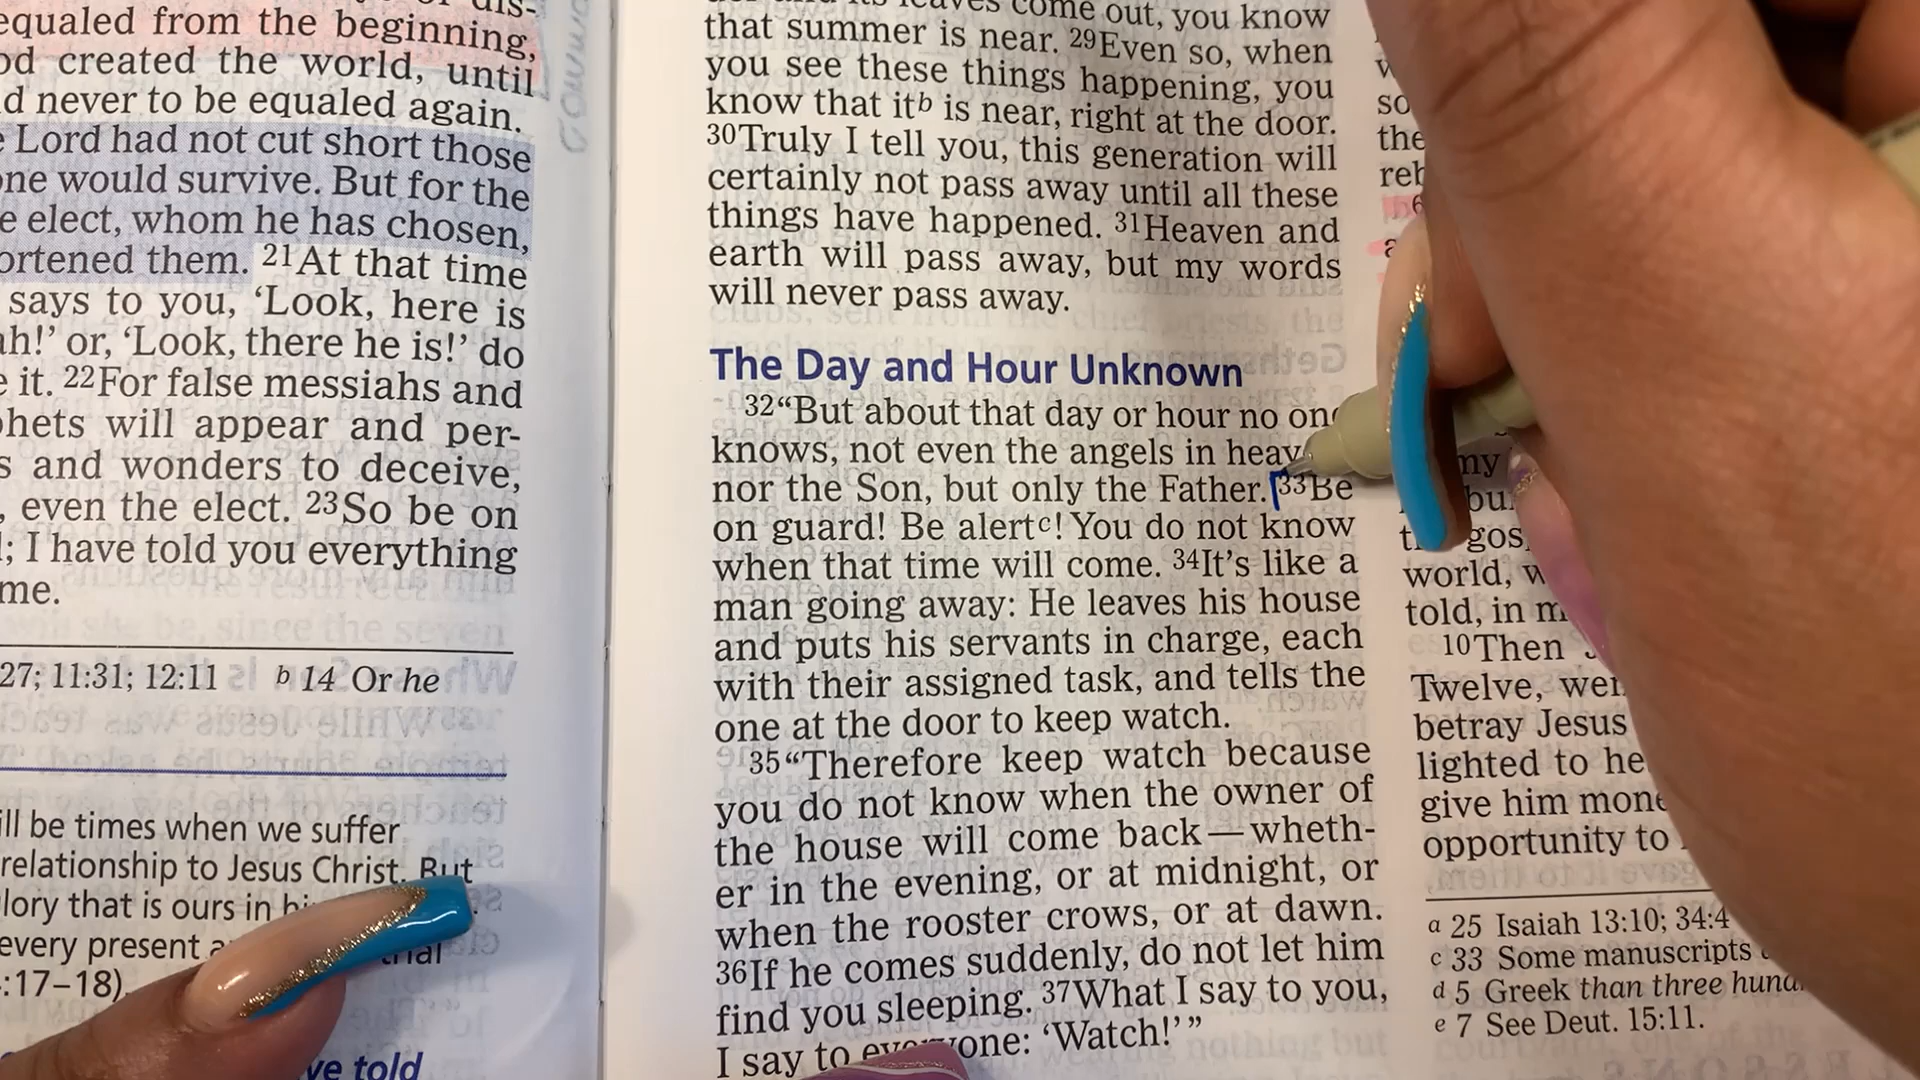 equaled from the beginning,
God created the world, until
never to be equaled again.
Lord had not cut short those
one would survive. But for the
elect, whom he has chosen,
shortened them. 21At that time
says to you, ‘Look, here is
ah!’ or, ‘Look, there he is!’ do
it. 22For false messiahs and
will appear and per-
and wonders to deceive,
even the elect. 23So be on
; I have told you everything
me.
27; 11:31; 12:11 b 14 Or he
ill be times when we suffer
relationship to Jesus Christ. But
lory that is ours in
every present
:17–18).
told
leaves come out, you know
that summer is near. 29Even so, when
you see these things happening, you
know that itb is near, right at the door.
30Truly I tell you, this generation will
certainly not pass away until all these
things have happened. 31Heaven and
earth will pass away, but my words
will never pass away.
The Day and Hour Unknown
32“But about that day or hour no one
knows, not even the angels in heav
nor the Son, but only the Father. 33Be
on guard! Be alertc! You do not know
when that time will come. 34It’s like a
man going away: He leaves his house
and puts his servants in charge, each
with their assigned task, and tells the
one at the door to keep watch.
35“Therefore keep watch because
you do not know when the owner of
the house will come back—wheth-
er in the evening, or at midnight, or
when the rooster crows, or at dawn.
36If he comes suddenly, do not let him
find you sleeping. 37What I say to you,
I say to everyone: ‘Watch!’ ”
so
the
reb
my
bu
gos
world, w
told, in m
10Then
Twelve, wer
betray Jesus
lighted to he
give him mone
opportunity to
a 25 Isaiah 13:10; 34:4
c 33 Some manuscripts
d 5 Greek than three hund
e 7 See Deut. 15:11.